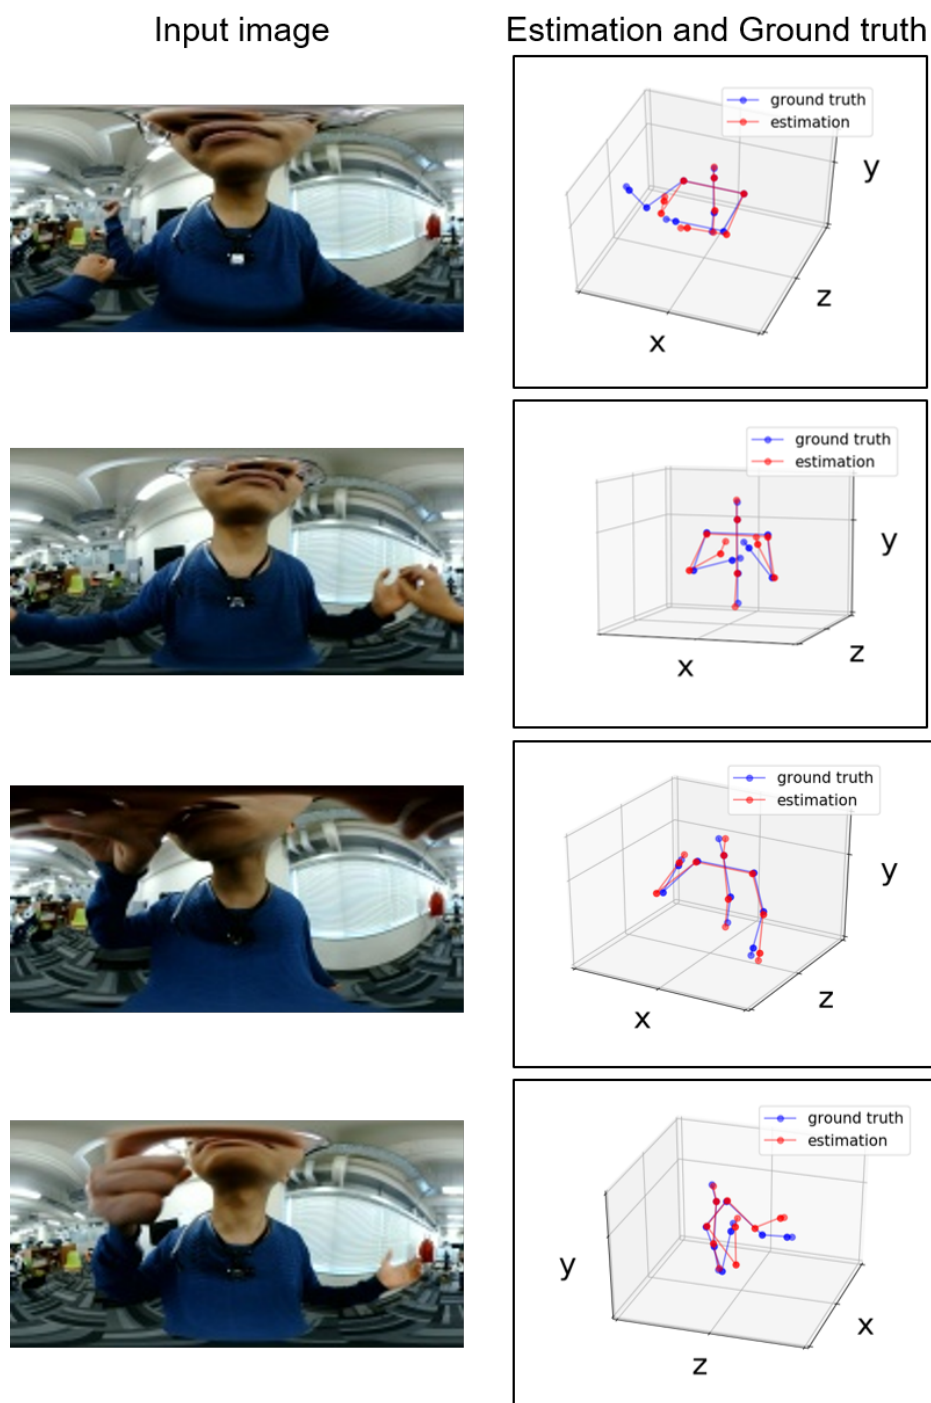 Input image
Estimation and Ground truth
ground truth
estimation
y
z
x
ground truth
estimation
y
z
x
ground truth
estimation
y
z
x
ground truth
estimation
y
x
z